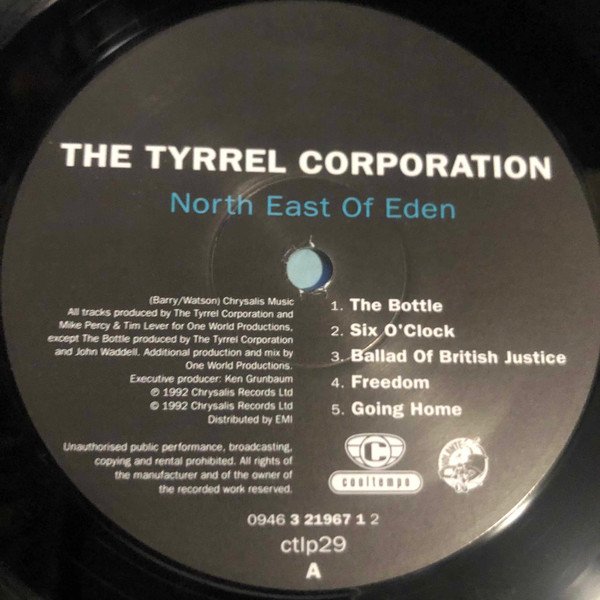 THE TYRREL CORPORATION
North East Of Eden
(Barry/Watson) Chrysalis Music
All tracks produced by The Tyrrel Corporation and
Mike Percy & Tim Lever for One World Productions,
except The Bottle produced by The Tyrrel Corporation
and John Waddell. Additional production and mix by
One World Productions.
Executive producer: Ken Grunbaum
℗ 1992 Chrysalis Records Ltd
© 1992 Chrysalis Records Ltd
Distributed by EMI
Unauthorised public performance, broadcasting,
copying and rental prohibited. All rights of
the manufacturer and of the owner of
the recorded work reserved.
1. The Bottle
2. Six O'Clock
3. Ballad Of British Justice
4. Freedom
5. Going Home
C
cooltempo
0946 3 21967 1 2
ctlp29
A